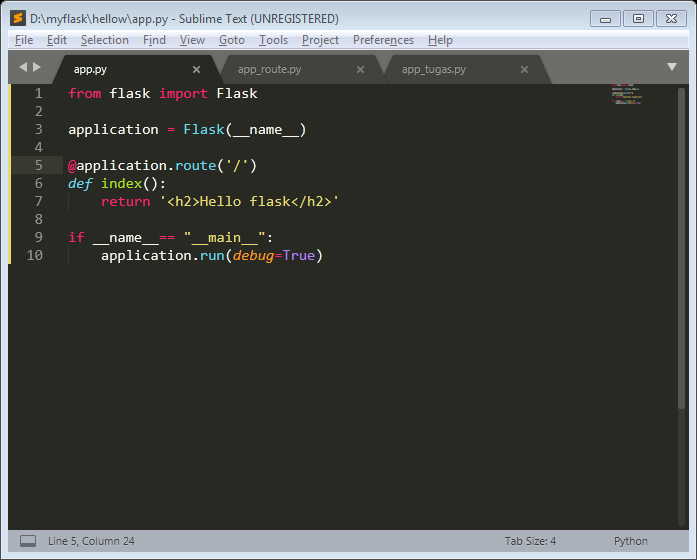 D:\myflask\hellow\app.py - Sublime Text (UNREGISTERED)
File Edit Selection Find View Goto Tools Project Preferences Help
app.py app_route.py app_tugas.py
1 from flask import Flask
2
3 application = Flask(__name__)
4
5 @application.route('/')
6 def index():
7     return '<h2>Hello flask</h2>'
8
9 if __name__== "__main__":
10     application.run(debug=True)
Line 5, Column 24 Tab Size: 4 Python